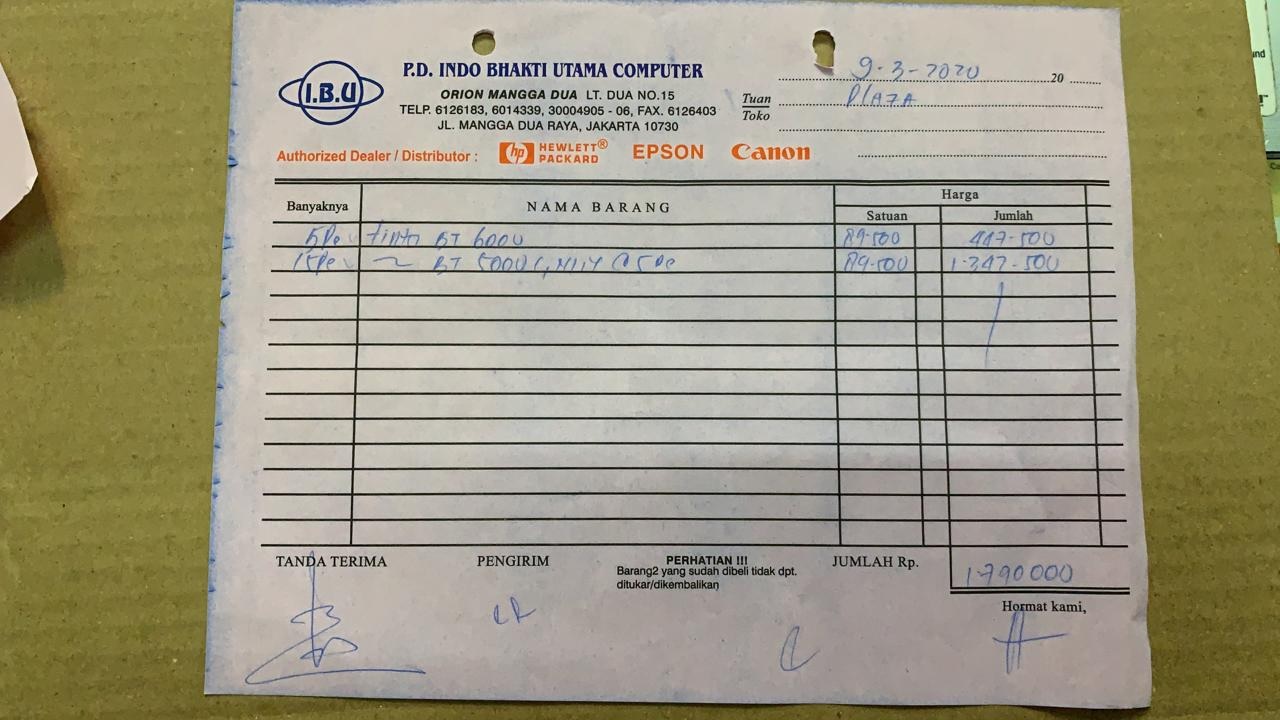 I.B.U
P.D. INDO BHAKTI UTAMA COMPUTER
ORION MANGGA DUA LT. DUA NO.15
TELP. 6126183, 6014339, 30004905 - 06, FAX. 6126403
JL. MANGGA DUA RAYA, JAKARTA 10730
9-3-2020 20
Tuan PLAZA
Toko
Authorized Dealer / Distributor : hp HEWLETT® PACKARD EPSON Canon
Banyaknya NAMA BARANG Harga
Satuan Jumlah
5Pc tinta BT 6000 89-500 447-500
15Pc BT 5000 C,M,Y @ 5Pc 89-500 1-342-500
TANDA TERIMA PENGIRIM PERHATIAN !!! JUMLAH Rp. 1-790000
Barang2 yang sudah dibeli tidak dpt.
ditukar/dikembalikan
Hormat kami,